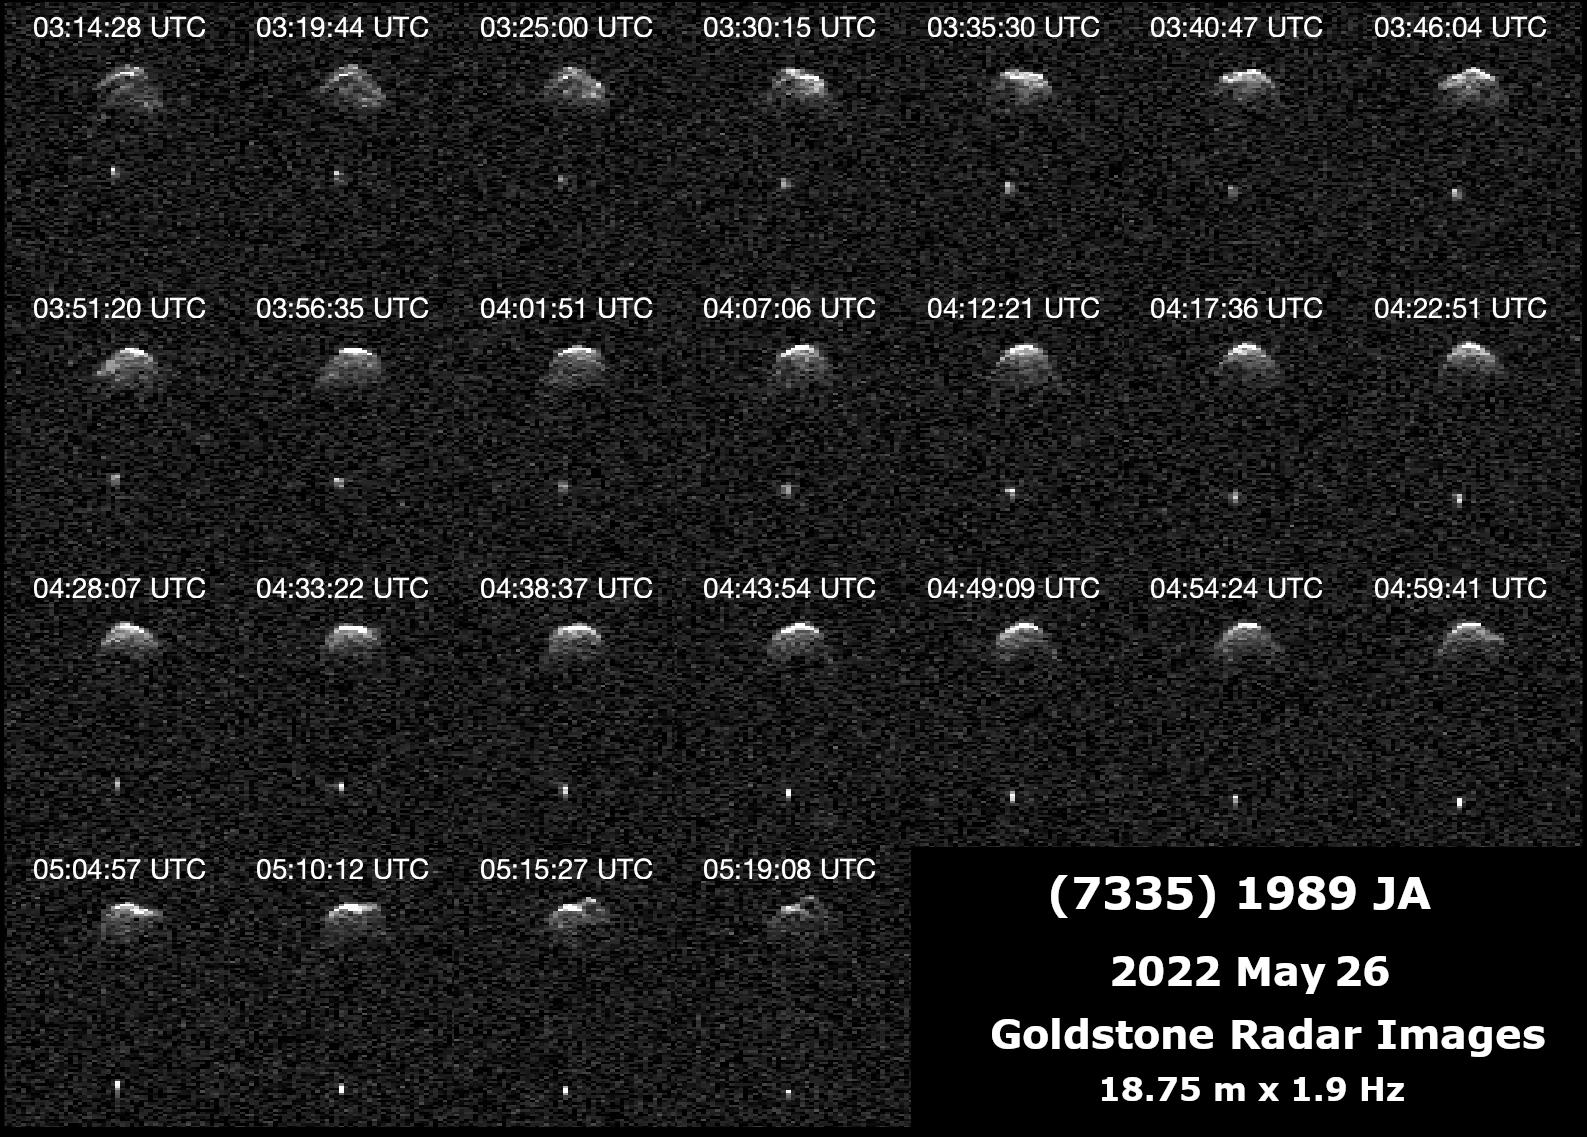 03:14:28 UTC 03:19:44 UTC 03:25:00 UTC 03:30:15 UTC 03:35:30 UTC 03:40:47 UTC 03:46:04 UTC
03:51:20 UTC 03:56:35 UTC 04:01:51 UTC 04:07:06 UTC 04:12:21 UTC 04:17:36 UTC 04:22:51 UTC
04:28:07 UTC 04:33:22 UTC 04:38:37 UTC 04:43:54 UTC 04:49:09 UTC 04:54:24 UTC 04:59:41 UTC
05:04:57 UTC 05:10:12 UTC 05:15:27 UTC 05:19:08 UTC
(7335) 1989 JA
2022 May 26
Goldstone Radar Images
18.75 m x 1.9 Hz